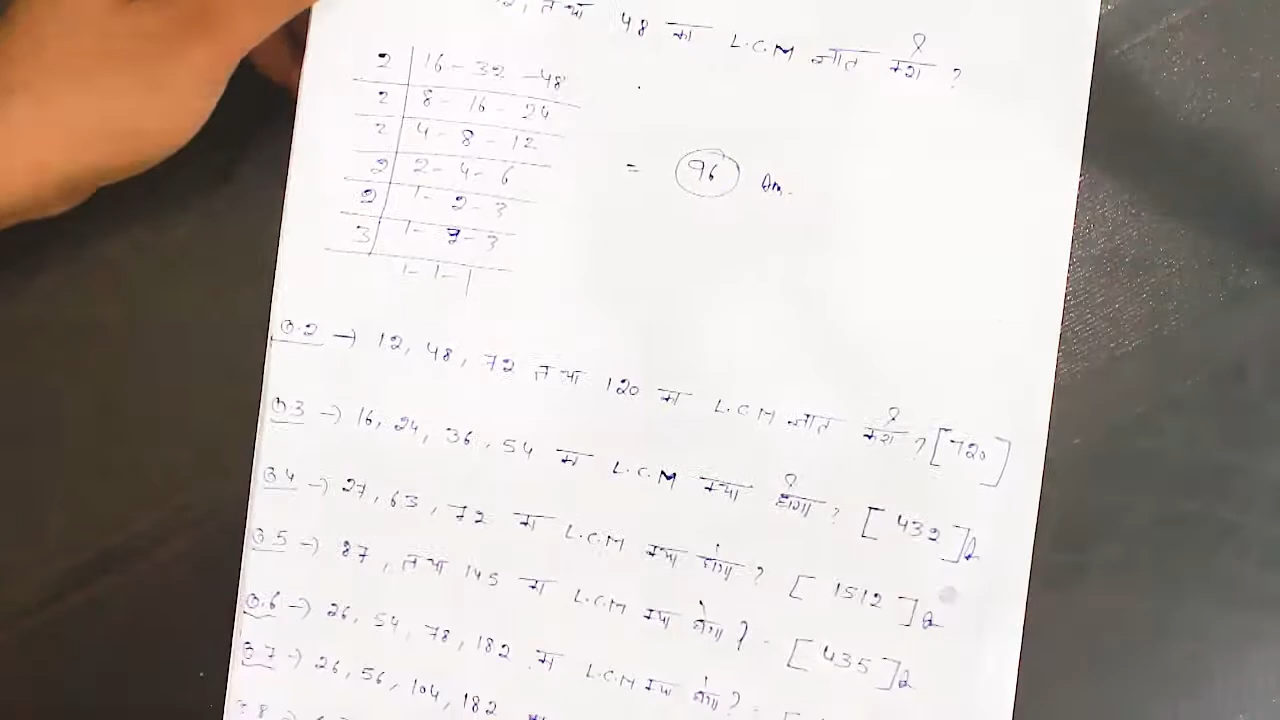 तथा 48 का L.C.M ज्ञात करो ?
2 | 16 - 32 - 48
2 | 8 - 16 - 24
2 | 4 - 8 - 12
2 | 2 - 4 - 6
2 | 1 - 2 - 3
3 | 1 - 1 - 3
1 - 1 - 1
= 96 Ans.
Q.2 → 12, 48, 72 तथा 120 का L.C.M ज्ञात करो ? [720]
Q.3 → 16, 24, 36, 54 का L.C.M क्या होगा ? [432]
Q.4 → 27, 63, 72 का L.C.M क्या होगा ? [1512]
Q.5 → 87, तथा 145 का L.C.M क्या होगा ? - [435]
Q.6 → 26, 54, 78, 182 का L.C.M क्या होगा ? -
Q.7 → 26, 56, 104, 182